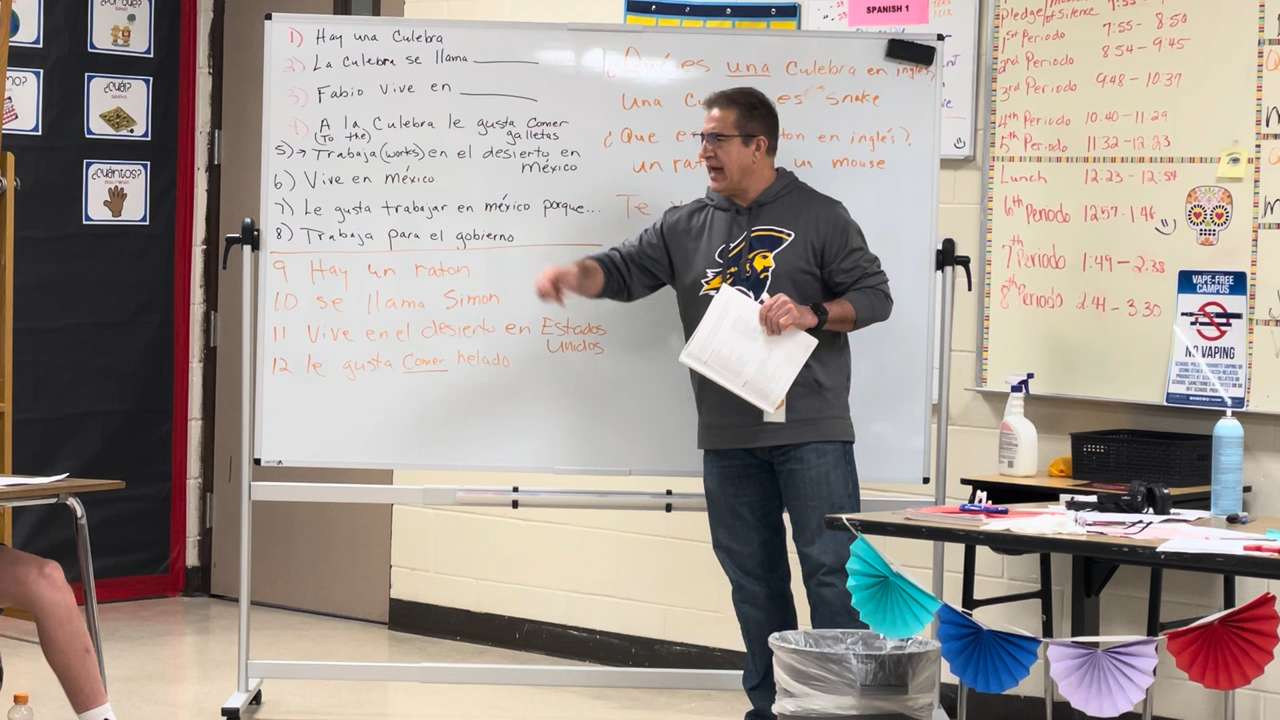 ¿por qué?
¿cuál?
¿cuántos?
1) Hay una Culebra
2) La culebra se llama
3) Fabio vive en
4) A la Culebra le gusta Comer
(To the) galletas
5) → Trabaja (works) en el desierto en
méxico
6) Vive en méxico
7) Le gusta trabajar en méxico porque...
8) Trabaja para el gobierno
9 Hay un raton
10 se llama Simon
11 Vive en el desierto en Estados
Unidos
12 le gusta Comer helado
¿Qué es una Culebra en inglés,
una es snake
¿Que en inglés?
un mouse
Te
SPANISH 1
Pledge/ of Silence
1st Periodo 7:55 - 8:50
2nd Periodo 8:54 - 9:45
3rd Periodo 9:48 - 10:37
4th Periodo 10:40 - 11:29
5th Periodo 11:32 - 12:23
Lunch 12:23 - 12:54
6th Periodo 12:57 - 1:46
7th Periodo 1:49 - 2:38
8th Periodo 2:41 - 3:30
VAPE-FREE
CAMPUS
NO VAPING